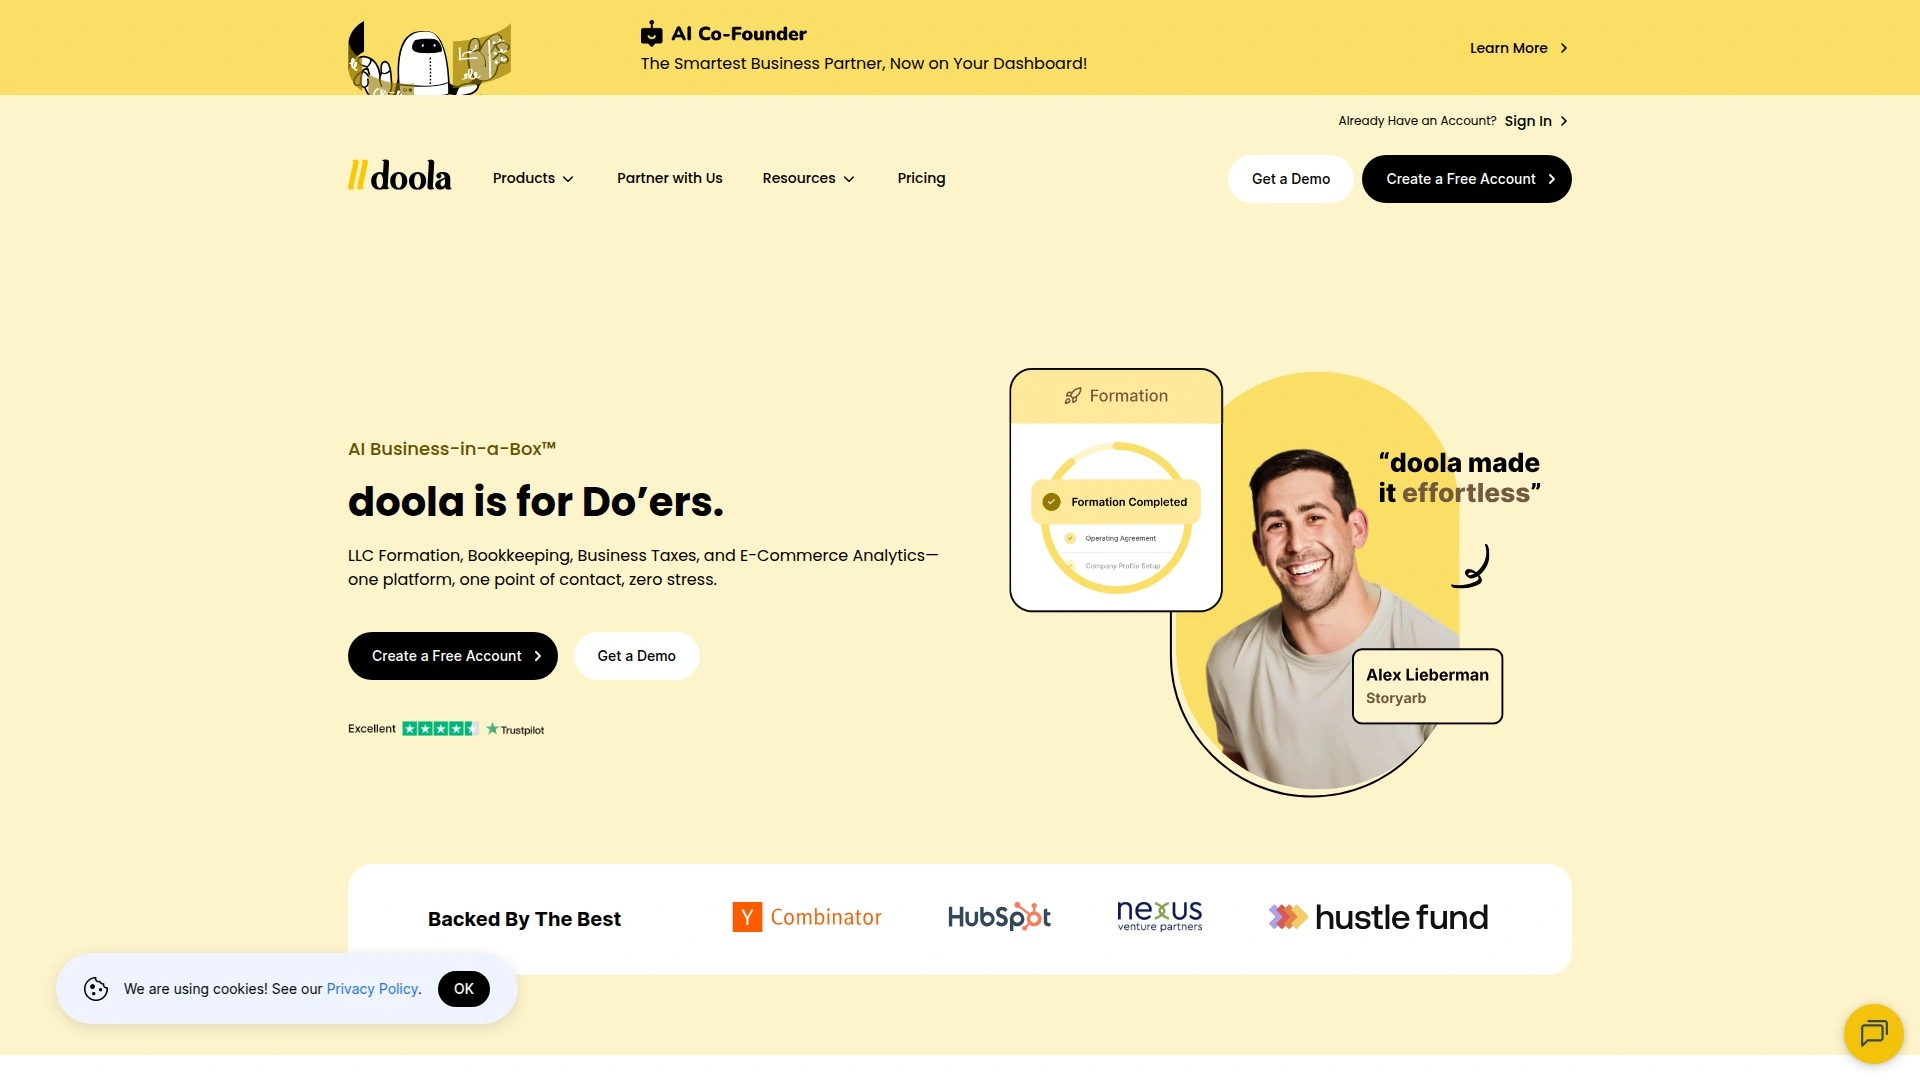 AI Co-Founder
The Smartest Business Partner, Now on Your Dashboard!
Learn More
Already Have an Account? Sign In
doola
Products
Partner with Us
Resources
Pricing
Get a Demo
Create a Free Account
AI Business-in-a-Box™
doola is for Do’ers.
LLC Formation, Bookkeeping, Business Taxes, and E-Commerce Analytics—
one platform, one point of contact, zero stress.
Create a Free Account
Get a Demo
Excellent
Trustpilot
Formation
Formation Completed
Operating Agreement
Company Profile Setup
“doola made
it effortless”
Alex Lieberman
Storyarb
Backed By The Best
Y Combinator
HubSpot
nexus
venture partners
hustle fund
We are using cookies! See our Privacy Policy.
OK